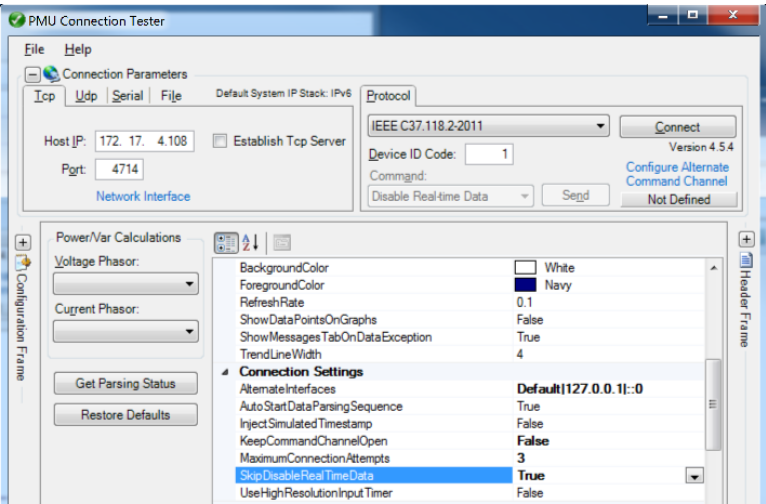 PMU Connection Tester
File Help
Connection Parameters
Tcp Udp Serial File Default System IP Stack: IPv6
Host IP: 172. 17. 4.108 Establish Tcp Server
Port: 4714
Network Interface
Protocol
IEEE C37.118.2-2011 Connect
Device ID Code: 1 Version 4.5.4
Command: Configure Alternate
Command Channel
Disable Real-time Data Send Not Defined
Configuration Frame
Power/Var Calculations
Voltage Phasor:
Current Phasor:
Get Parsing Status
Restore Defaults
BackgroundColor White
ForegroundColor Navy
RefreshRate 0.1
ShowDataPointsOnGraphs False
ShowMessagesTabOnDataException True
TrendLineWidth 4
Connection Settings
AlternateInterfaces Default|127.0.0.1|::0
AutoStartDataParsingSequence True
InjectSimulatedTimestamp False
KeepCommandChannelOpen False
MaximumConnectionAttempts 3
SkipDisableRealTimeData True
UseHighResolutionInputTimer False
Header Frame